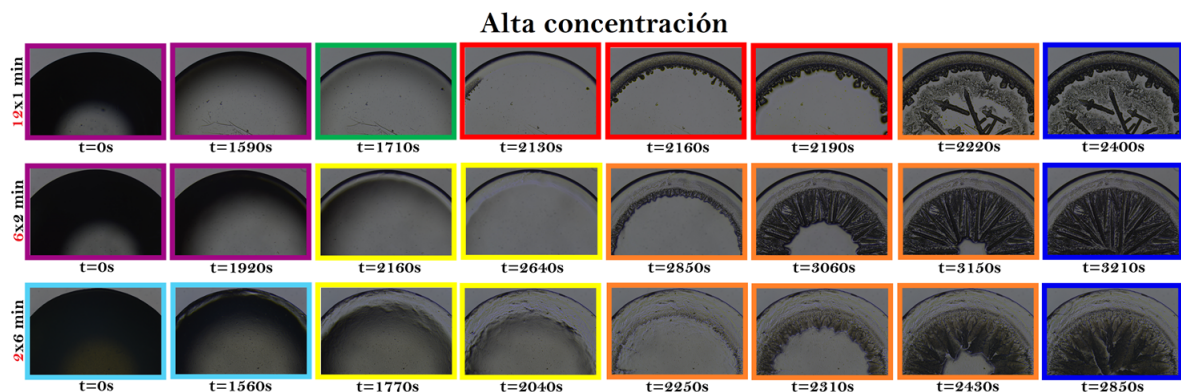 Alta concentración
12x1 min
t=0s t=1590s t=1710s t=2130s t=2160s t=2190s t=2220s t=2400s
6x2 min
t=0s t=1920s t=2160s t=2640s t=2850s t=3060s t=3150s t=3210s
2x6 min
t=0s t=1560s t=1770s t=2040s t=2250s t=2310s t=2430s t=2850s